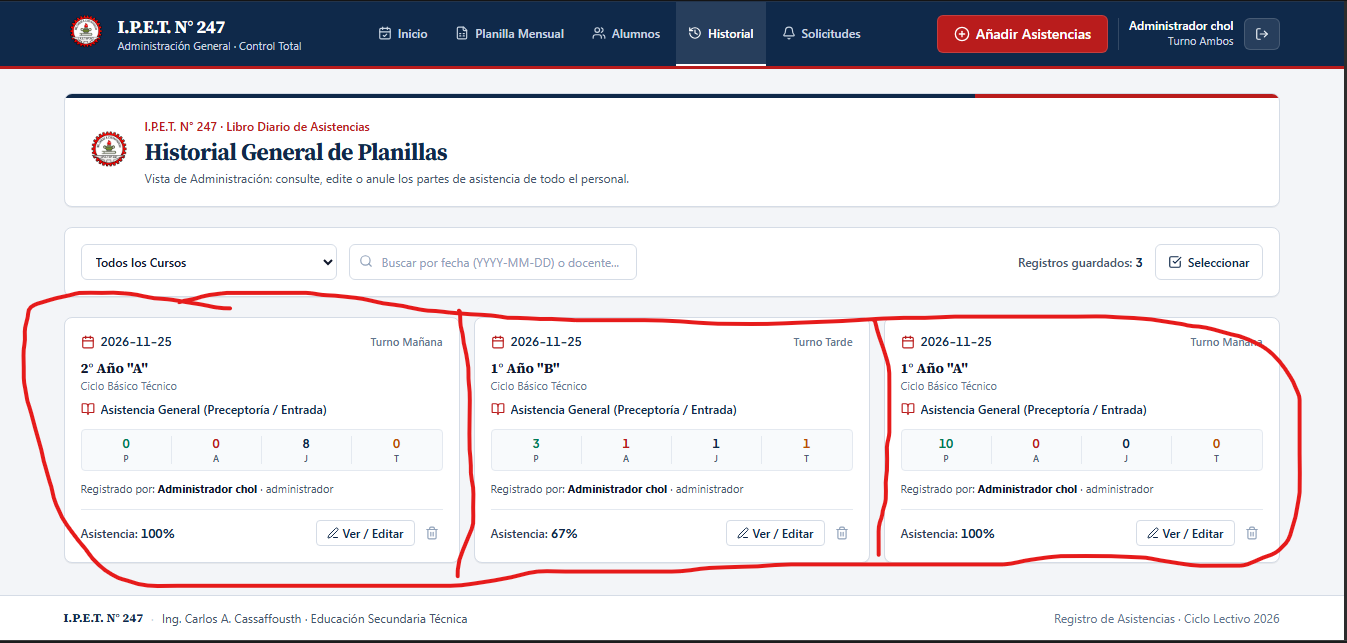 I.P.E.T. N° 247
Administración General · Control Total
Inicio
Planilla Mensual
Alumnos
Historial
Solicitudes
Añadir Asistencias
Administrador chol
Turno Ambos
I.P.E.T. N° 247 · Libro Diario de Asistencias
Historial General de Planillas
Vista de Administración: consulte, edite o anule los partes de asistencia de todo el personal.
Todos los Cursos
Buscar por fecha (YYYY-MM-DD) o docente...
Registros guardados: 3
Seleccionar
2026-11-25
Turno Mañana
2° Año "A"
Ciclo Básico Técnico
Asistencia General (Preceptoría / Entrada)
0 0 8 0
P A J T
Registrado por: Administrador chol · administrador
Asistencia: 100%
Ver / Editar
2026-11-25
Turno Tarde
1° Año "B"
Ciclo Básico Técnico
Asistencia General (Preceptoría / Entrada)
3 1 1 1
P A J T
Registrado por: Administrador chol · administrador
Asistencia: 67%
Ver / Editar
2026-11-25
Turno Mañana
1° Año "A"
Ciclo Básico Técnico
Asistencia General (Preceptoría / Entrada)
10 0 0 0
P A J T
Registrado por: Administrador chol · administrador
Asistencia: 100%
Ver / Editar
I.P.E.T. N° 247 · Ing. Carlos A. Cassaffousth · Educación Secundaria Técnica
Registro de Asistencias · Ciclo Lectivo 2026